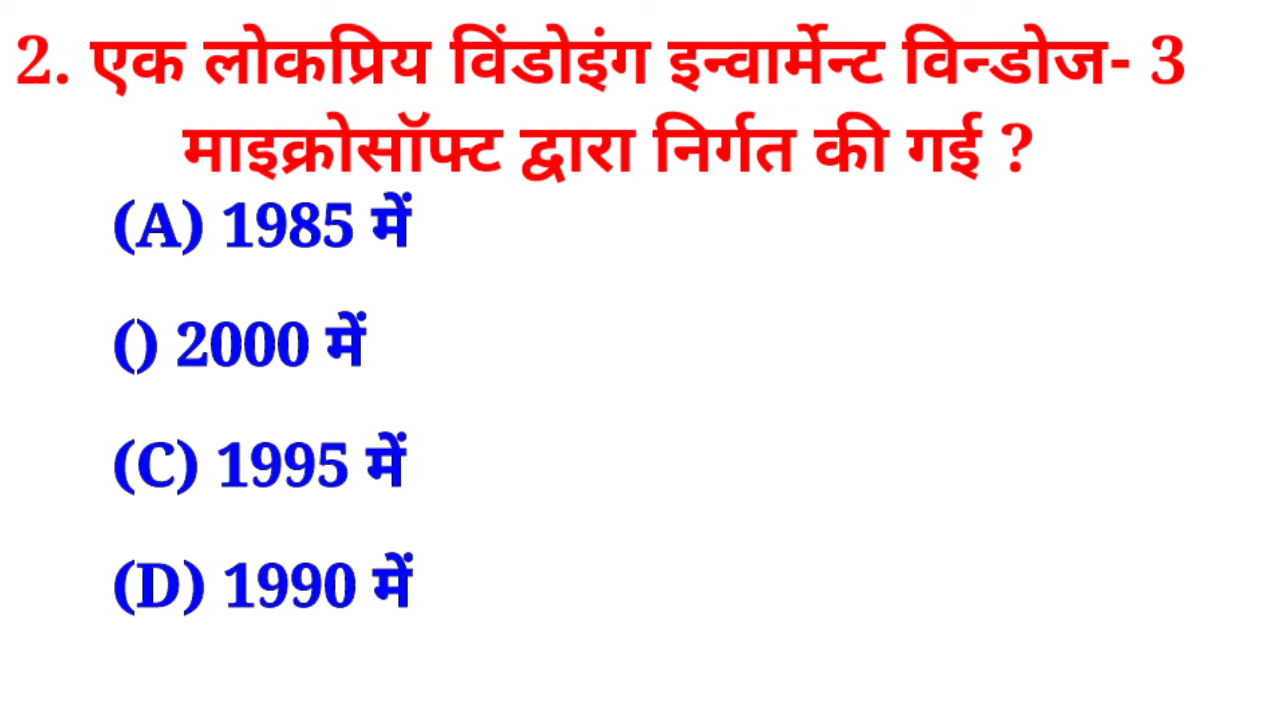 2. एक लोकप्रिय विंडोइंग इन्वार्मेन्ट विन्डोज- 3
माइक्रोसॉफ्ट द्वारा निर्गत की गई ?
(A) 1985 में
() 2000 में
(C) 1995 में
(D) 1990 में